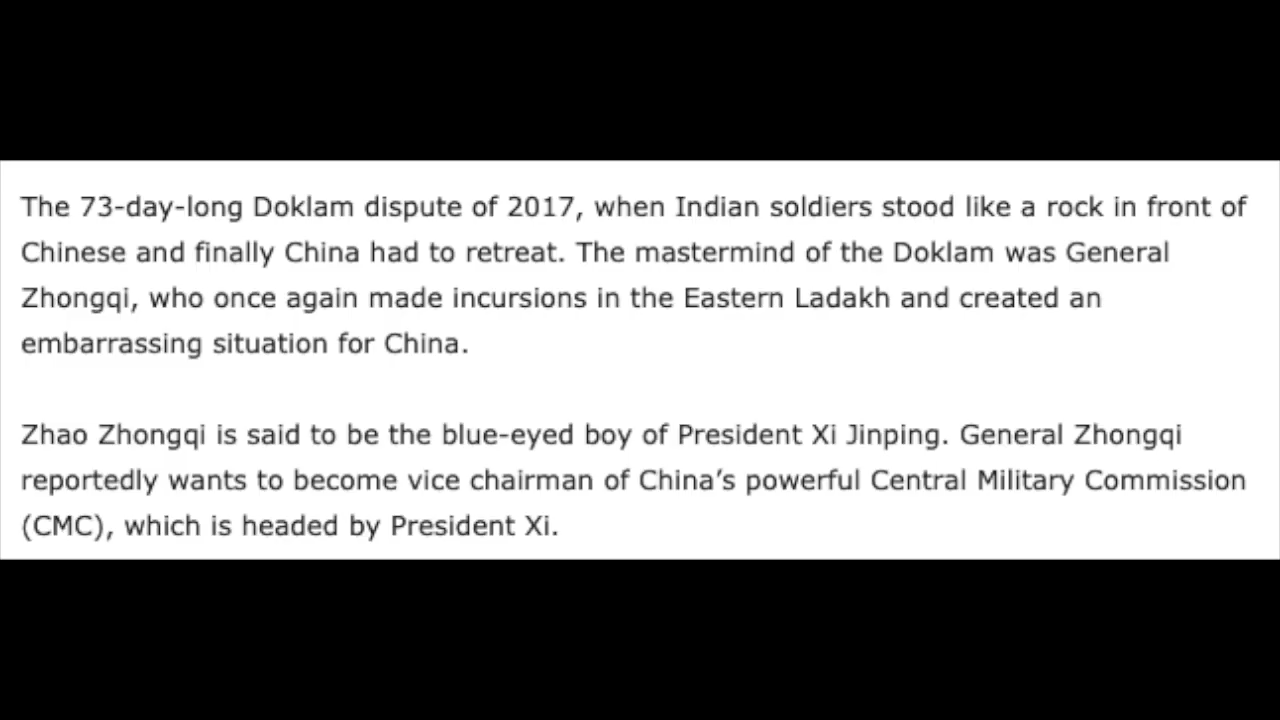 The 73-day-long Doklam dispute of 2017, when Indian soldiers stood like a rock in front of
Chinese and finally China had to retreat. The mastermind of the Doklam was General
Zhongqi, who once again made incursions in the Eastern Ladakh and created an
embarrassing situation for China.
Zhao Zhongqi is said to be the blue-eyed boy of President Xi Jinping. General Zhongqi
reportedly wants to become vice chairman of China’s powerful Central Military Commission
(CMC), which is headed by President Xi.